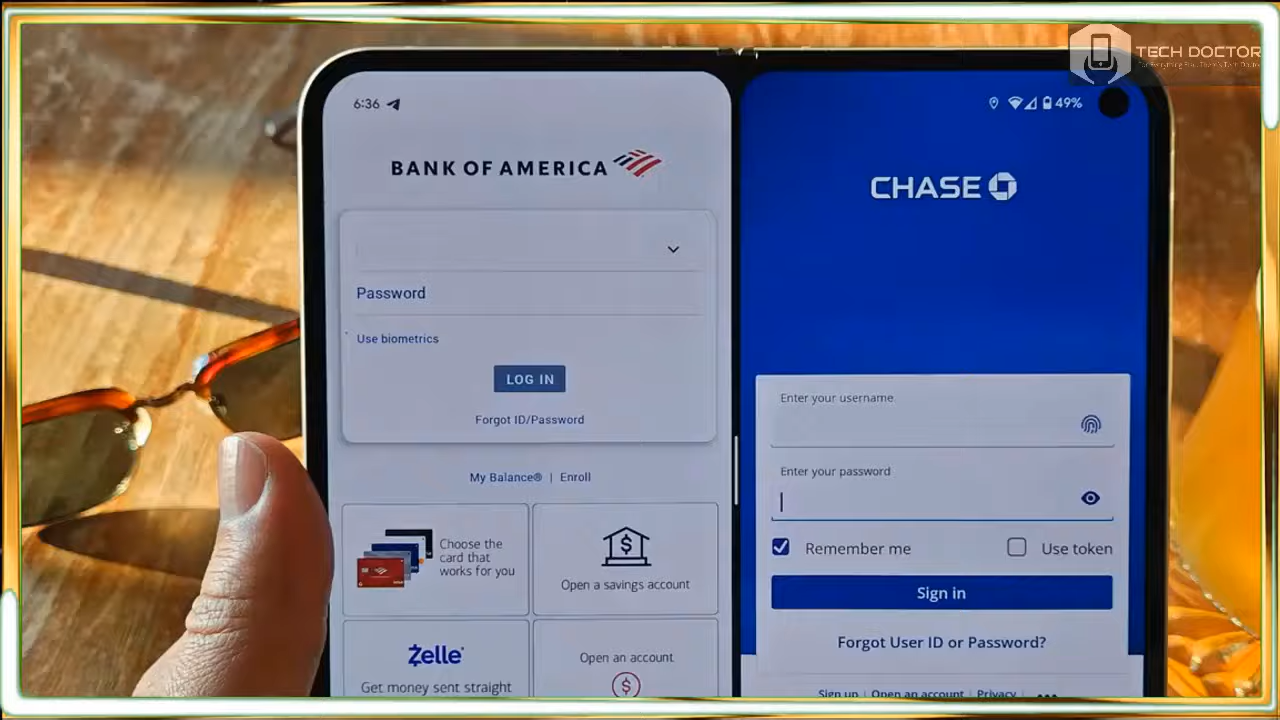 TECH DOCTOR
6:36
49%
BANK OF AMERICA
Password
Use biometrics
LOG IN
Forgot ID/Password
My Balance® | Enroll
Choose the
card that
works for you
Open a savings account
Zelle®
Get money sent straight
Open an account
CHASE
Enter your username
Enter your password
Remember me
Use token
Sign in
Forgot User ID or Password?
Sign up | Open an account | Privacy |